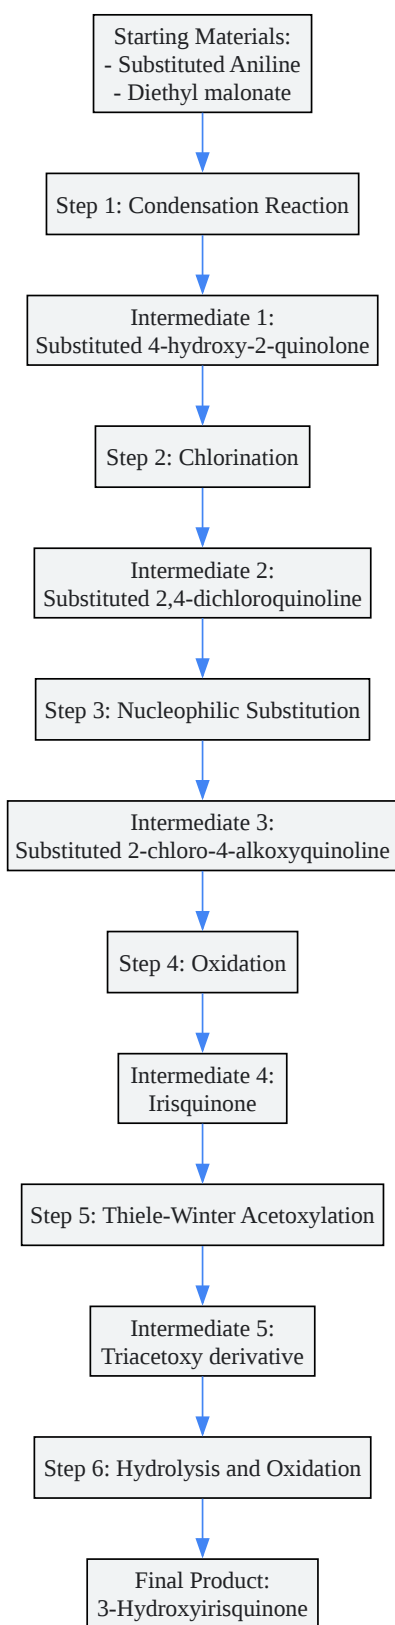 Starting Materials:
- Substituted Aniline
- Diethyl malonate
Step 1: Condensation Reaction
Intermediate 1:
Substituted 4-hydroxy-2-quinolone
Step 2: Chlorination
Intermediate 2:
Substituted 2,4-dichloroquinoline
Step 3: Nucleophilic Substitution
Intermediate 3:
Substituted 2-chloro-4-alkoxyquinoline
Step 4: Oxidation
Intermediate 4:
Irisquinone
Step 5: Thiele-Winter Acetoxylation
Intermediate 5:
Triacetoxy derivative
Step 6: Hydrolysis and Oxidation
Final Product:
3-Hydroxyirisquinone